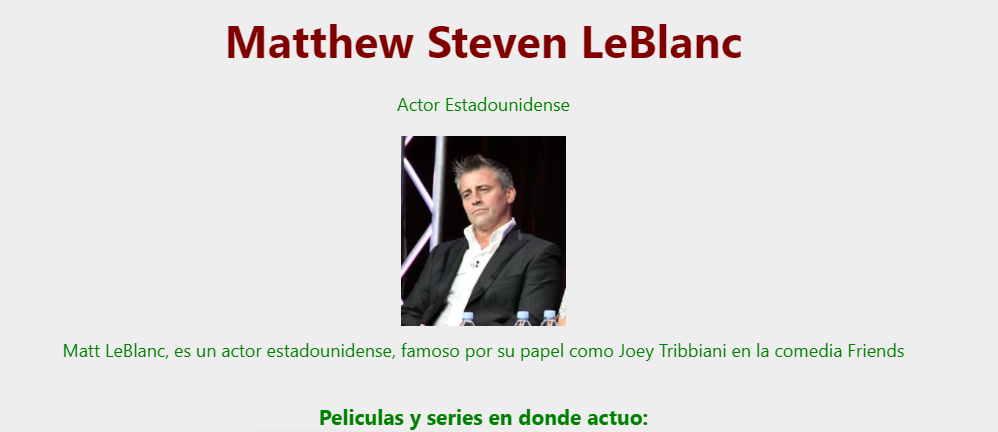 Matthew Steven LeBlanc
Actor Estadounidense
Matt LeBlanc, es un actor estadounidense, famoso por su papel como Joey Tribbiani en la comedia Friends
Peliculas y series en donde actuo: